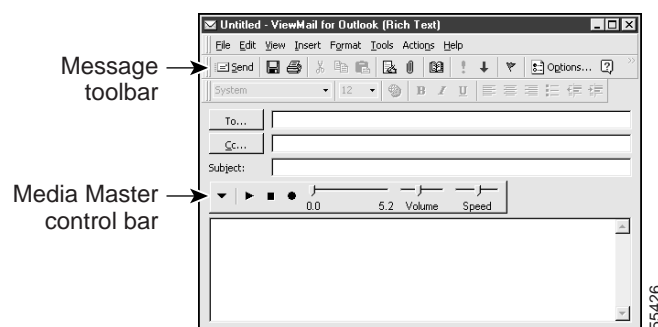 Untitled - ViewMail for Outlook (Rich Text)
File Edit View Insert Format Tools Actions Help
Message toolbar
Send Options...
System 12 B I U
To...
Cc...
Subject:
Media Master control bar
0.0 5.2 Volume Speed
55426